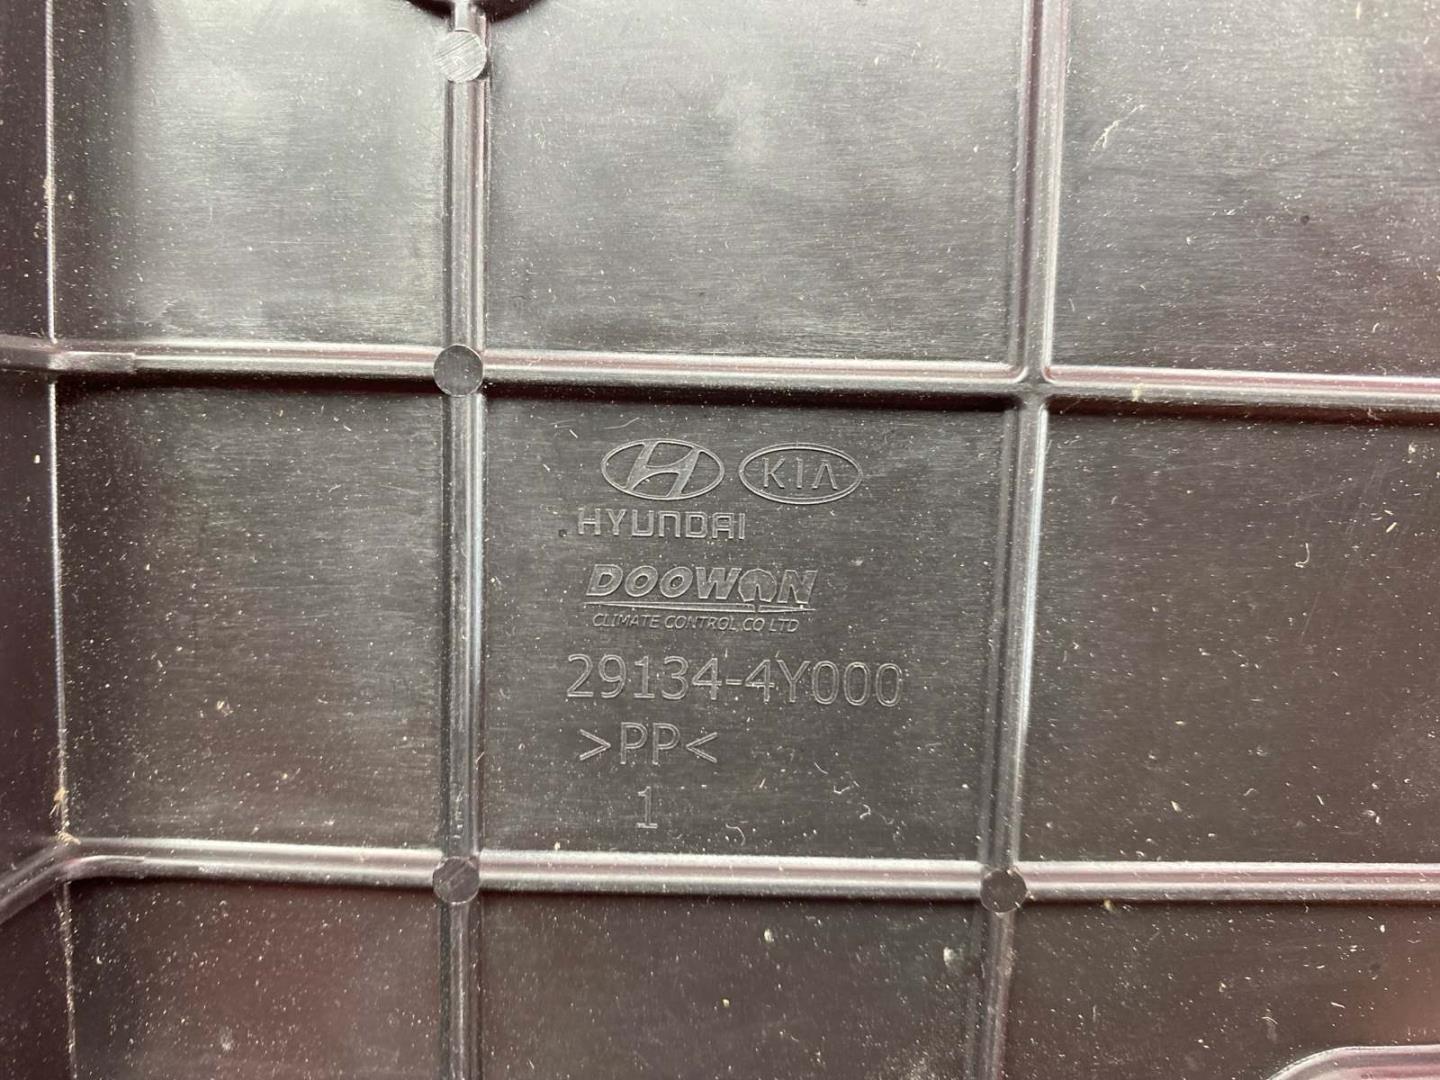 KIA
HYUNDAI
DOOWON
CLIMATE CONTROL CO LTD
29134-4Y000
>PP<
1